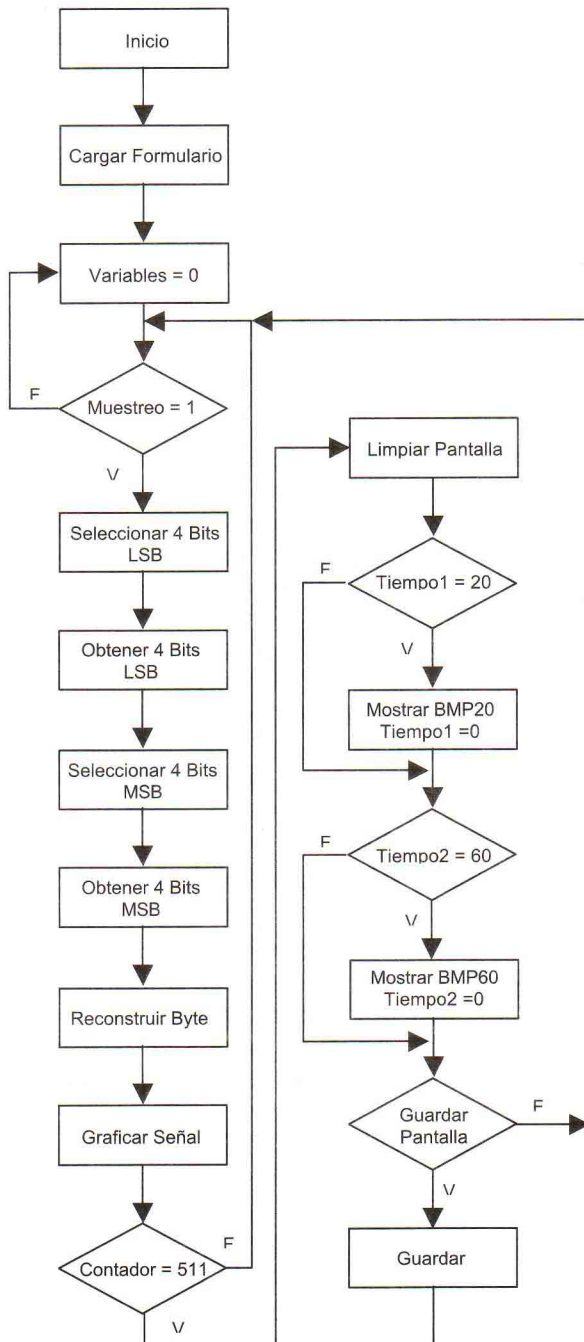 Inicio
Cargar Formulario
Variables = 0
F
Muestreo = 1
V
Seleccionar 4 Bits
LSB
Obtener 4 Bits
LSB
Seleccionar 4 Bits
MSB
Obtener 4 Bits
MSB
Reconstruir Byte
Graficar Señal
F
Contador = 511
V
Limpiar Pantalla
F
Tiempo1 = 20
V
Mostrar BMP20
Tiempo1 =0
F
Tiempo2 = 60
V
Mostrar BMP60
Tiempo2 =0
Guardar
Pantalla
F
V
Guardar